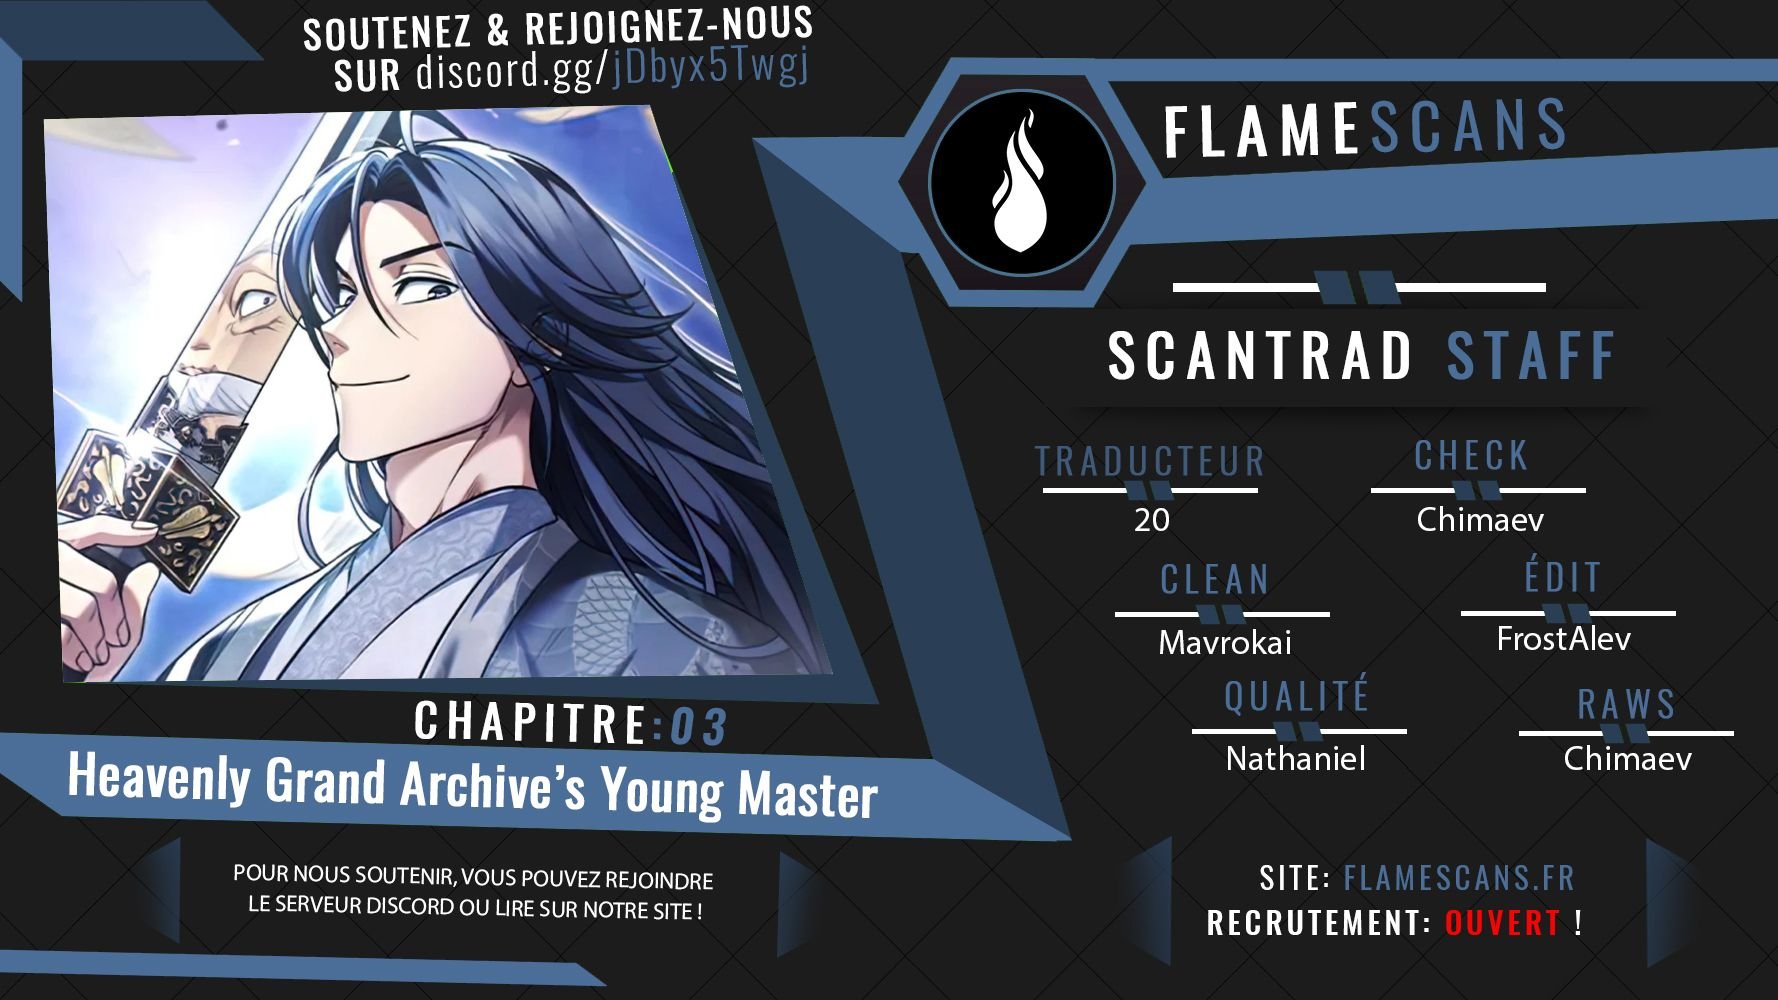 SOUTENEZ & REJOIGNEZ-NOUS
SUR discord.gg/jDbyx5Twgj
FLAMESCANS
SCANTRAD STAFF
TRADUCTEUR
20
CHECK
Chimaev
CLEAN
Mavrokai
ÉDIT
FrostAlev
QUALITÉ
Nathaniel
RAWS
Chimaev
CHAPITRE:03
Heavenly Grand Archive’s Young Master
POUR NOUS SOUTENIR, VOUS POUVEZ REJOINDRE
LE SERVEUR DISCORD OU LIRE SUR NOTRE SITE !
SITE: FLAMESCANS.FR
RECRUTEMENT: OUVERT !